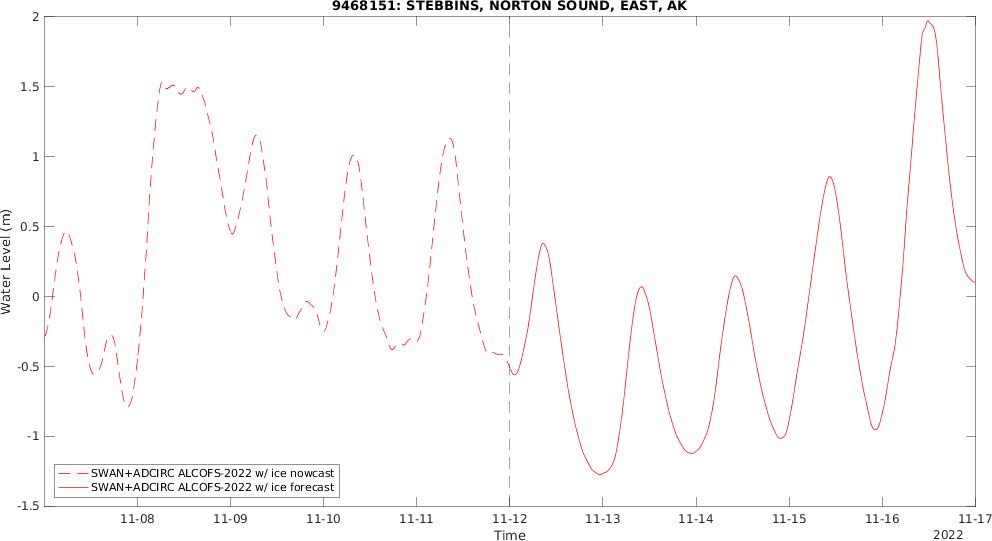 9468151: STEBBINS, NORTON SOUND, EAST, AK
Water Level (m)
2
1.5
1
0.5
0
-0.5
-1
-1.5
SWAN+ADCIRC ALCOFS-2022 w/ ice nowcast
SWAN+ADCIRC ALCOFS-2022 w/ ice forecast
11-08 11-09 11-10 11-11 11-12 11-13 11-14 11-15 11-16 11-17
Time
2022